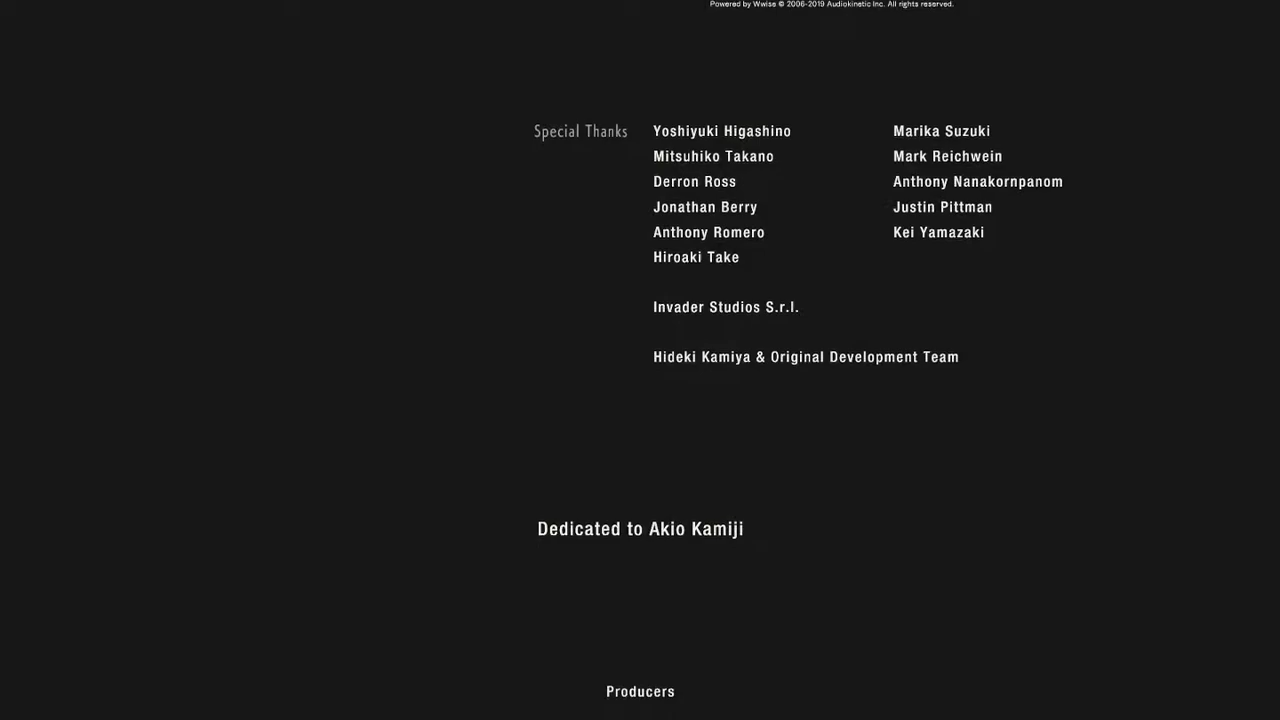 Powered by Wwise © 2006-2019 Audiokinetic Inc. All rights reserved.
Special Thanks
Yoshiyuki Higashino
Marika Suzuki
Mitsuhiko Takano
Mark Reichwein
Derron Ross
Anthony Nanakornpanom
Jonathan Berry
Justin Pittman
Anthony Romero
Kei Yamazaki
Hiroaki Take
Invader Studios S.r.l.
Hideki Kamiya & Original Development Team
Dedicated to Akio Kamiji
Producers